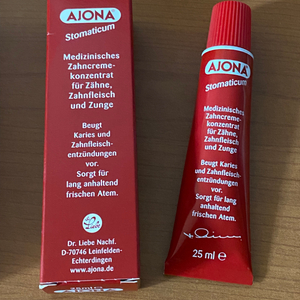 AJONA®
Stomaticum
Medizinisches
Zahncreme-
konzentrat
für Zähne,
Zahnfleisch
und Zunge
Beugt
Karies und
Zahnfleisch-
entzündungen
vor.
Sorgt für
lang anhaltend
frischen Atem.
Dr. Liebe Nachf.
D-70746 Leinfelden-
Echterdingen
www.ajona.de
AJONA®
Stomaticum
Medizinisches
Zahncreme-
konzentrat
für Zähne,
Zahnfleisch
und Zunge
Beugt Karies
und Zahnfleisch-
entzündungen
vor.
Sorgt für lang
anhaltend
frischen Atem.
25 ml e